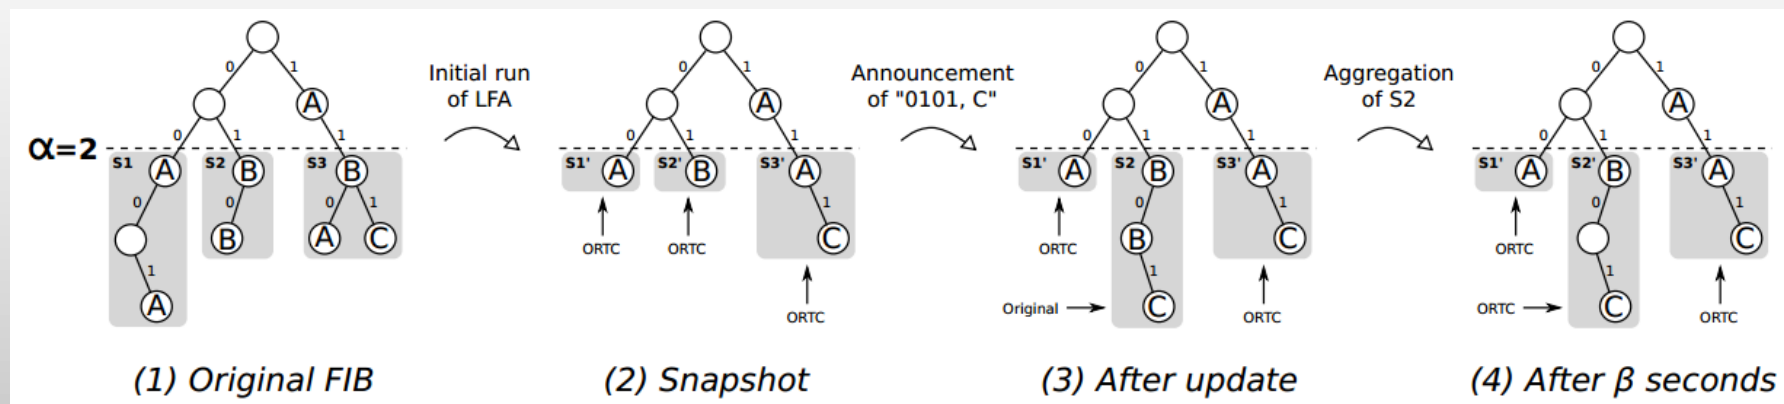 α=2
0
1
0
1
A
1
S1
A
0
A
1
S2
B
0
B
S3
B
0
1
A
C
(1) Original FIB
Initial run
of LFA
0
1
0
1
A
1
S1'
A
ORTC
S2'
B
ORTC
S3'
A
1
C
ORTC
(2) Snapshot
Announcement
of "0101, C"
0
1
0
1
A
1
S1'
A
ORTC
S2
B
0
B
1
C
Original
S3'
A
1
C
ORTC
(3) After update
Aggregation
of S2
0
1
0
1
A
1
S1'
A
ORTC
S2'
B
0
1
C
ORTC
S3'
A
1
C
ORTC
(4) After β seconds